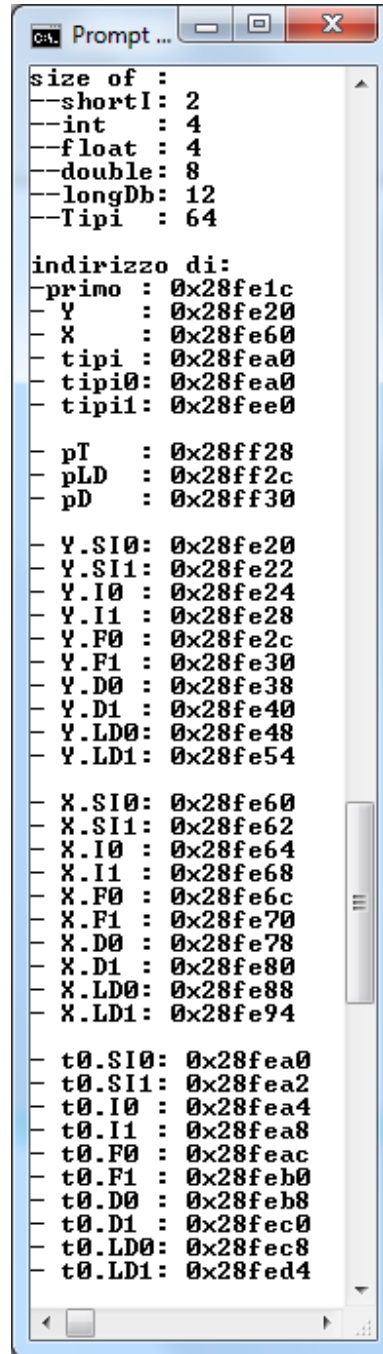 Prompt ...
size of :
--shortI: 2
--int   : 4
--float : 4
--double: 8
--longDb: 12
--Tipi  : 64
indirizzo di:
-primo : 0x28fe1c
- Y    : 0x28fe20
- X    : 0x28fe60
- tipi : 0x28fea0
- tipi0: 0x28fea0
- tipi1: 0x28fee0
- pT   : 0x28ff28
- pLD  : 0x28ff2c
- pD   : 0x28ff30
- Y.SI0: 0x28fe20
- Y.SI1: 0x28fe22
- Y.I0 : 0x28fe24
- Y.I1 : 0x28fe28
- Y.F0 : 0x28fe2c
- Y.F1 : 0x28fe30
- Y.D0 : 0x28fe38
- Y.D1 : 0x28fe40
- Y.LD0: 0x28fe48
- Y.LD1: 0x28fe54
- X.SI0: 0x28fe60
- X.SI1: 0x28fe62
- X.I0 : 0x28fe64
- X.I1 : 0x28fe68
- X.F0 : 0x28fe6c
- X.F1 : 0x28fe70
- X.D0 : 0x28fe78
- X.D1 : 0x28fe80
- X.LD0: 0x28fe88
- X.LD1: 0x28fe94
- t0.SI0: 0x28fea0
- t0.SI1: 0x28fea2
- t0.I0 : 0x28fea4
- t0.I1 : 0x28fea8
- t0.F0 : 0x28feac
- t0.F1 : 0x28feb0
- t0.D0 : 0x28feb8
- t0.D1 : 0x28fec0
- t0.LD0: 0x28fec8
- t0.LD1: 0x28fed4